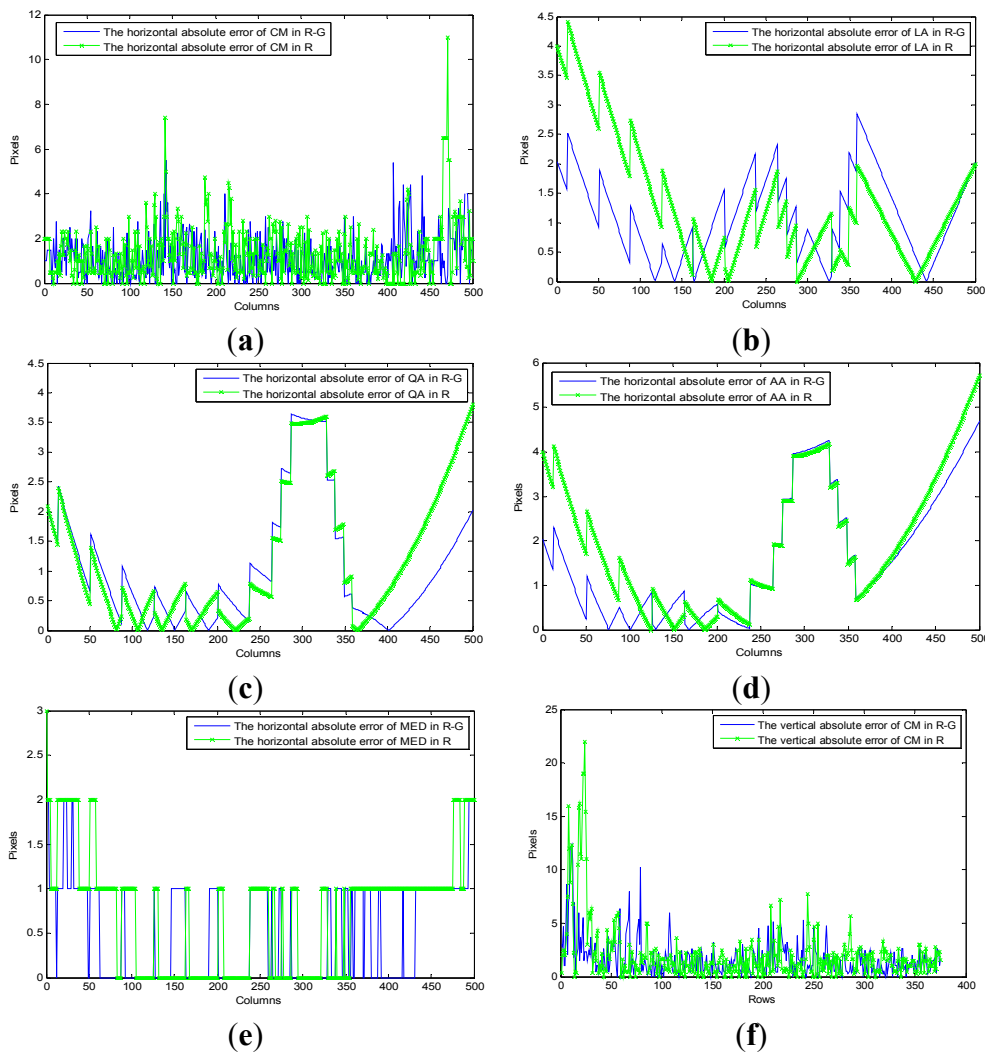 12
10
8
6
4
2
0
Pixels
The horizontal absolute error of CM in R-G
The horizontal absolute error of CM in R
0 50 100 150 200 250 300 350 400 450 500
Columns
(a)
4.5
4
3.5
3
2.5
2
1.5
1
0.5
0
Pixels
The horizontal absolute error of LA in R-G
The horizontal absolute error of LA in R
0 50 100 150 200 250 300 350 400 450 500
Columns
(b)
4.5
4
3.5
3
2.5
2
1.5
1
0.5
0
Pixels
The horizontal absolute error of QA in R-G
The horizontal absolute error of QA in R
0 50 100 150 200 250 300 350 400 450 500
Columns
(c)
6
5
4
3
2
1
0
Pixels
The horizontal absolute error of AA in R-G
The horizontal absolute error of AA in R
0 50 100 150 200 250 300 350 400 450 500
Columns
(d)
3
2.5
2
1.5
1
0.5
0
Pixels
The horizontal absolute error of MED in R-G
The horizontal absolute error of MED in R
0 50 100 150 200 250 300 350 400 450 500
Columns
(e)
25
20
15
10
5
0
Pixels
The vertical absolute error of CM in R-G
The vertical absolute error of CM in R
0 50 100 150 200 250 300 350 400
Rows
(f)